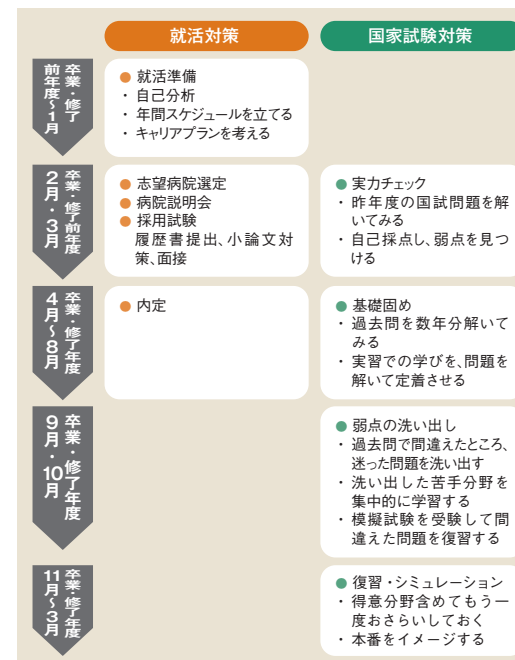 就活対策
国家試験対策
卒業・修了
前年度～1月
● 就活準備
・ 自己分析
・ 年間スケジュールを立てる
・ キャリアプランを考える
卒業・修了前年度
2月・3月
● 志望病院選定
● 病院説明会
● 採用試験
履歴書提出、小論文対
策、面接
● 実力チェック
・ 昨年度の国試問題を解
いてみる
・ 自己採点し、弱点を見つ
ける
卒業・修了年度
4月～8月
● 内定
● 基礎固め
・ 過去問を数年分解いて
みる
・ 実習での学びを、問題を
解いて定着させる
卒業・修了年度
9月・10月
● 弱点の洗い出し
・ 過去問で間違えたところ、
迷った問題を洗い出す
・ 洗い出した苦手分野を
集中的に学習する
・ 模擬試験を受験して間
違えた問題を復習する
卒業・修了年度
11月～3月
● 復習・シミュレーション
・ 得意分野含めてもう一
度おさらいしておく
・ 本番をイメージする